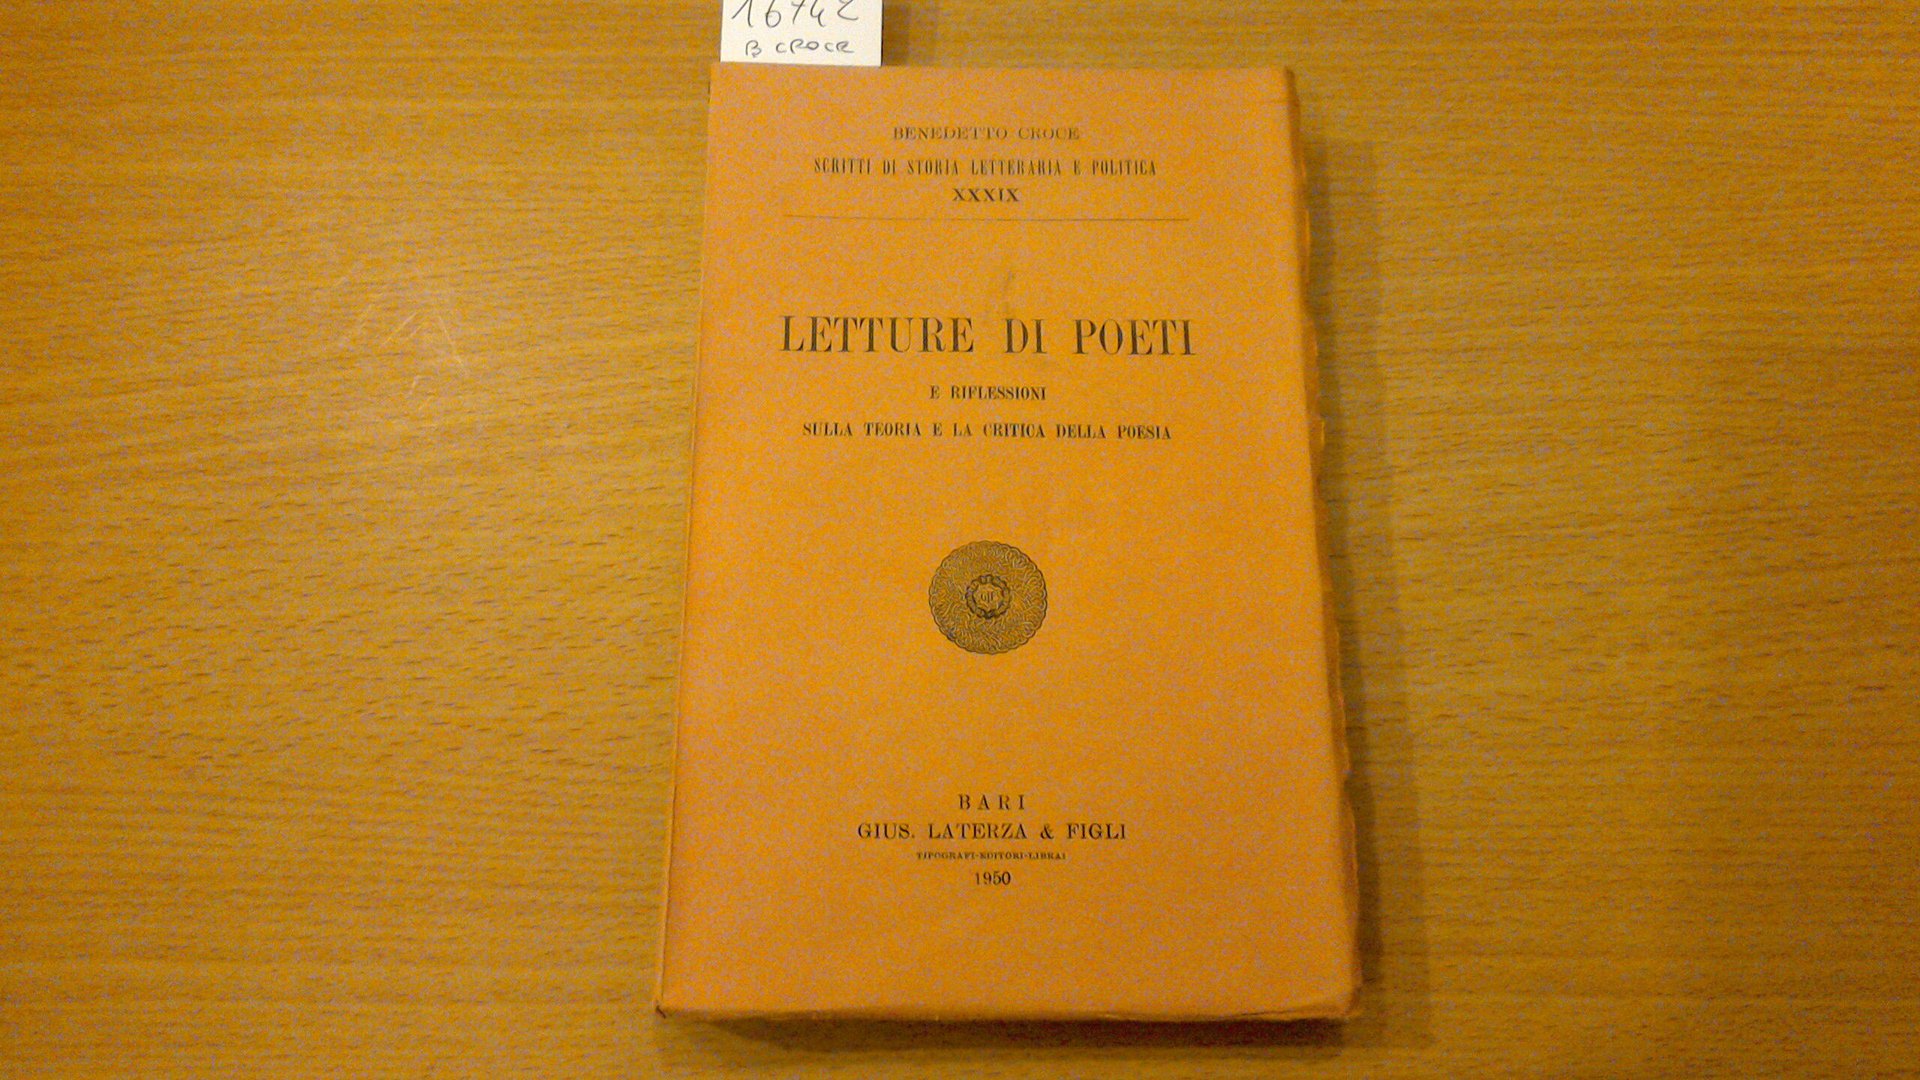 16742
B CROCE
BENEDETTO CROCE
SCRITTI DI STORIA LETTERARIA E POLITICA
XXXIX
LETTURE DI POETI
E RIFLESSIONI
SULLA TEORIA E LA CRITICA DELLA POESIA
BARI
GIUS. LATERZA & FIGLI
TIPOGRAFI-EDITORI-LIBRAI
1950